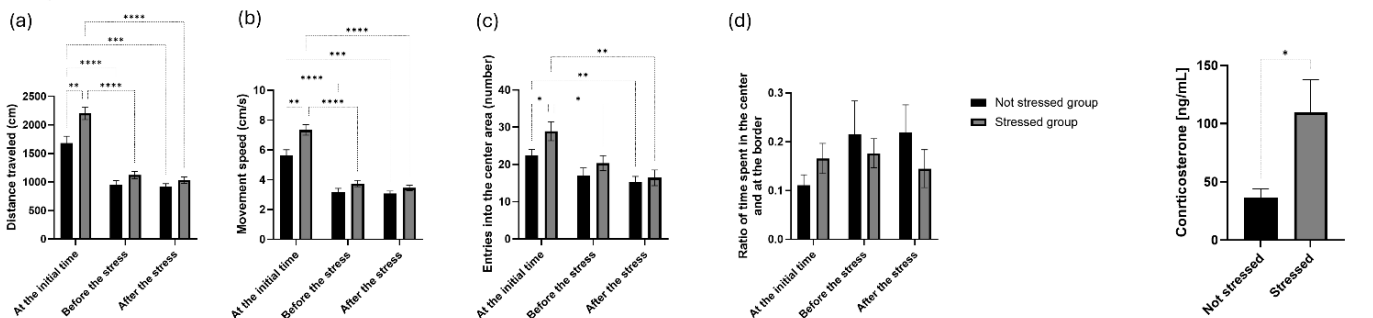 (a)
****
***
****
**
****
Distance traveled (cm)
2500
2000
1500
1000
500
0
At the initial time
Before the stress
After the stress
(b)
****
***
****
**
****
Movement speed (cm/s)
10
8
6
4
2
0
At the initial time
Before the stress
After the stress
(c)
**
**
*
*
Entries into the center area (number)
40
30
20
10
0
At the initial time
Before the stress
After the stress
(d)
Ratio of time spent in the center
and at the border
0.3
0.2
0.1
0.0
At the initial time
Before the stress
After the stress
Not stressed group
Stressed group
*
Conrticosterone [ng/mL]
150
100
50
0
Not stressed
Stressed